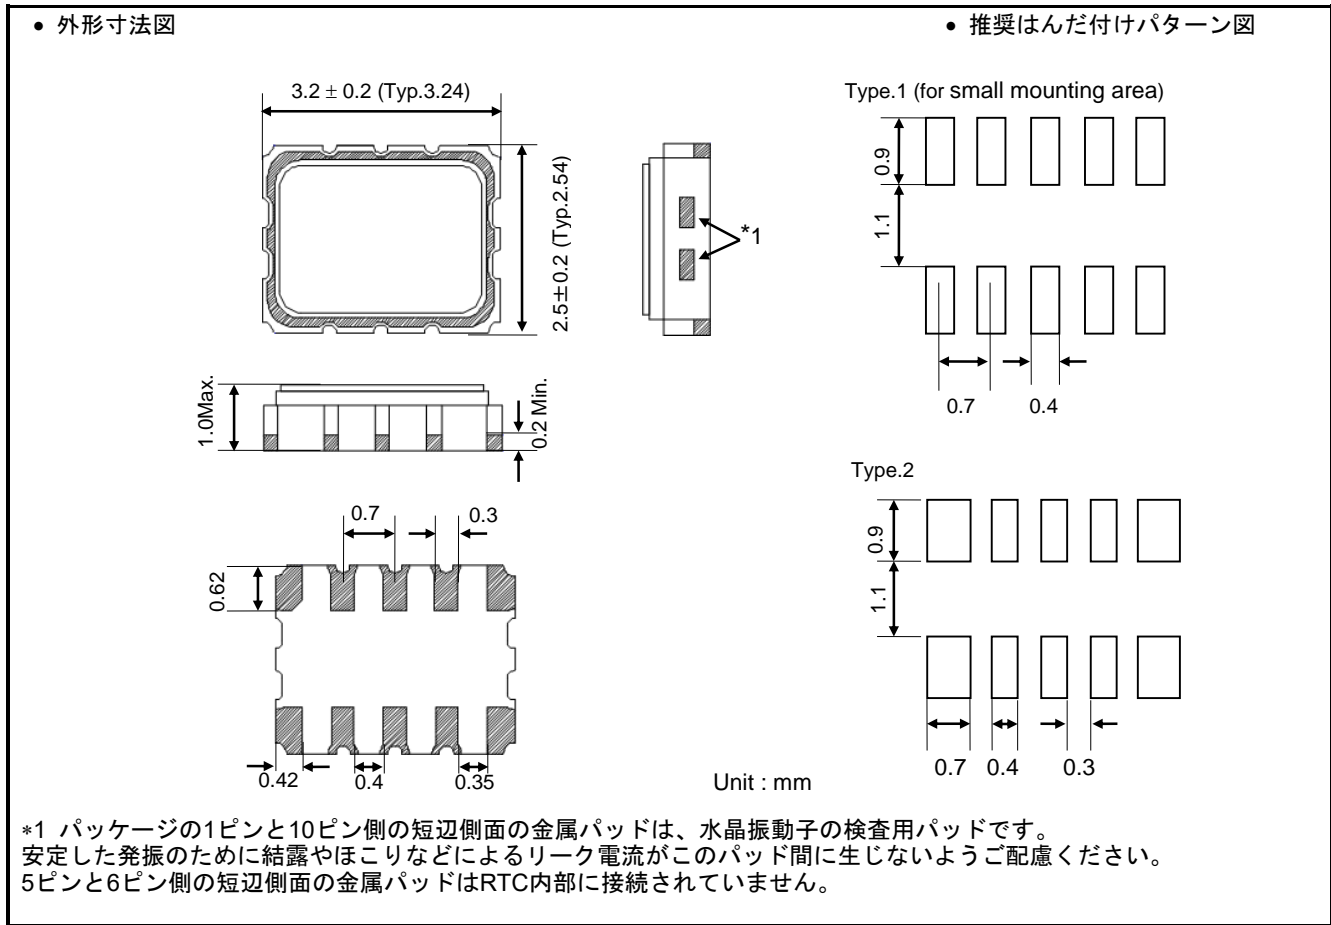 • 外形寸法図
• 推奨はんだ付けパターン図
3.2 ± 0.2 (Typ.3.24)
2.5±0.2 (Typ.2.54)
*1
1.0Max.
0.2 Min.
0.7
0.3
0.62
0.42
0.4
0.35
Unit : mm
Type.1 (for small mounting area)
0.9
1.1
0.7
0.4
Type.2
0.9
1.1
0.7
0.4
0.3
*1 パッケージの1ピンと10ピン側の短辺側面の金属パッドは、水晶振動子の検査用パッドです。
安定した発振のために結露やほこりなどによるリーク電流がこのパッド間に生じないようご配慮ください。
5ピンと6ピン側の短辺側面の金属パッドはRTC内部に接続されていません。